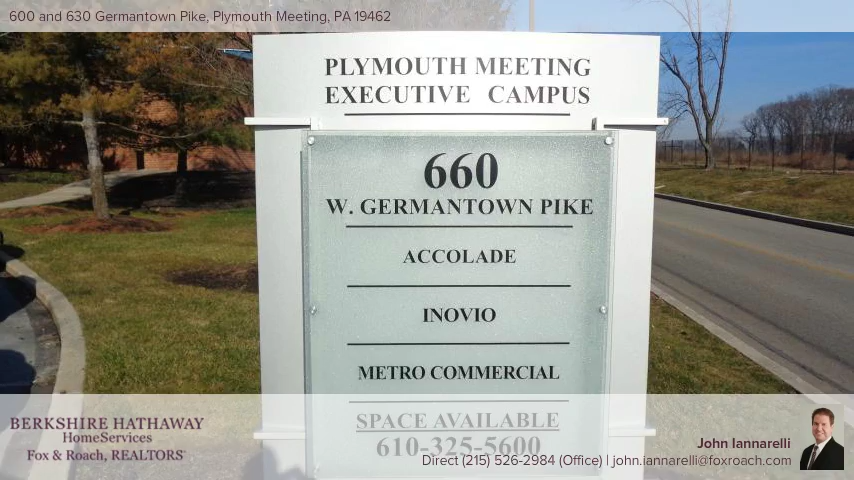 600 and 630 Germantown Pike, Plymouth Meeting, PA 19462
PLYMOUTH MEETING
EXECUTIVE CAMPUS
660
W. GERMANTOWN PIKE
ACCOLADE
INOVIO
METRO COMMERCIAL
SPACE AVAILABLE
610-325-5600
BERKSHIRE HATHAWAY
HomeServices
Fox & Roach, REALTORS®
John Iannarelli
Direct (215) 526-2984 (Office) | john.iannarelli@foxroach.com